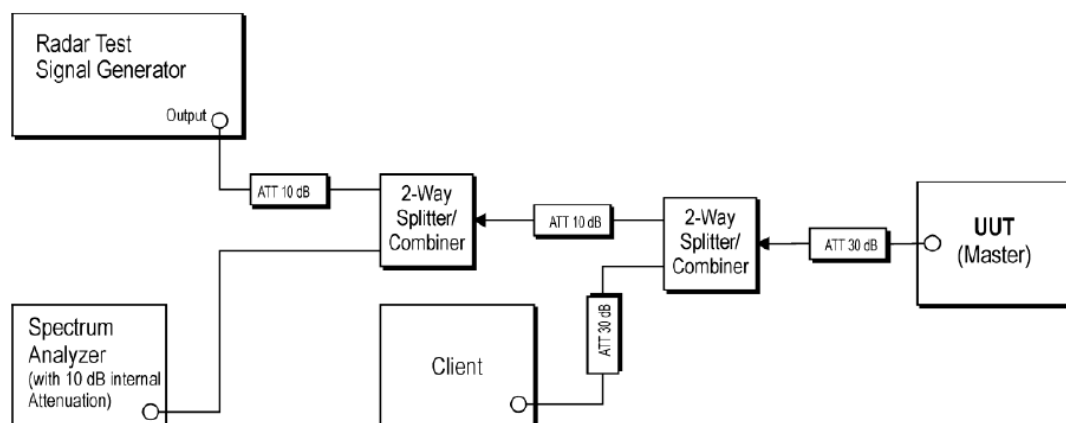 Radar Test
Signal Generator
Output
ATT 10 dB
2-Way
Splitter/
Combiner
ATT 10 dB
2-Way
Splitter/
Combiner
ATT 30 dB
UUT
(Master)
Spectrum
Analyzer
(with 10 dB internal
Attenuation)
Client
ATT 30 dB